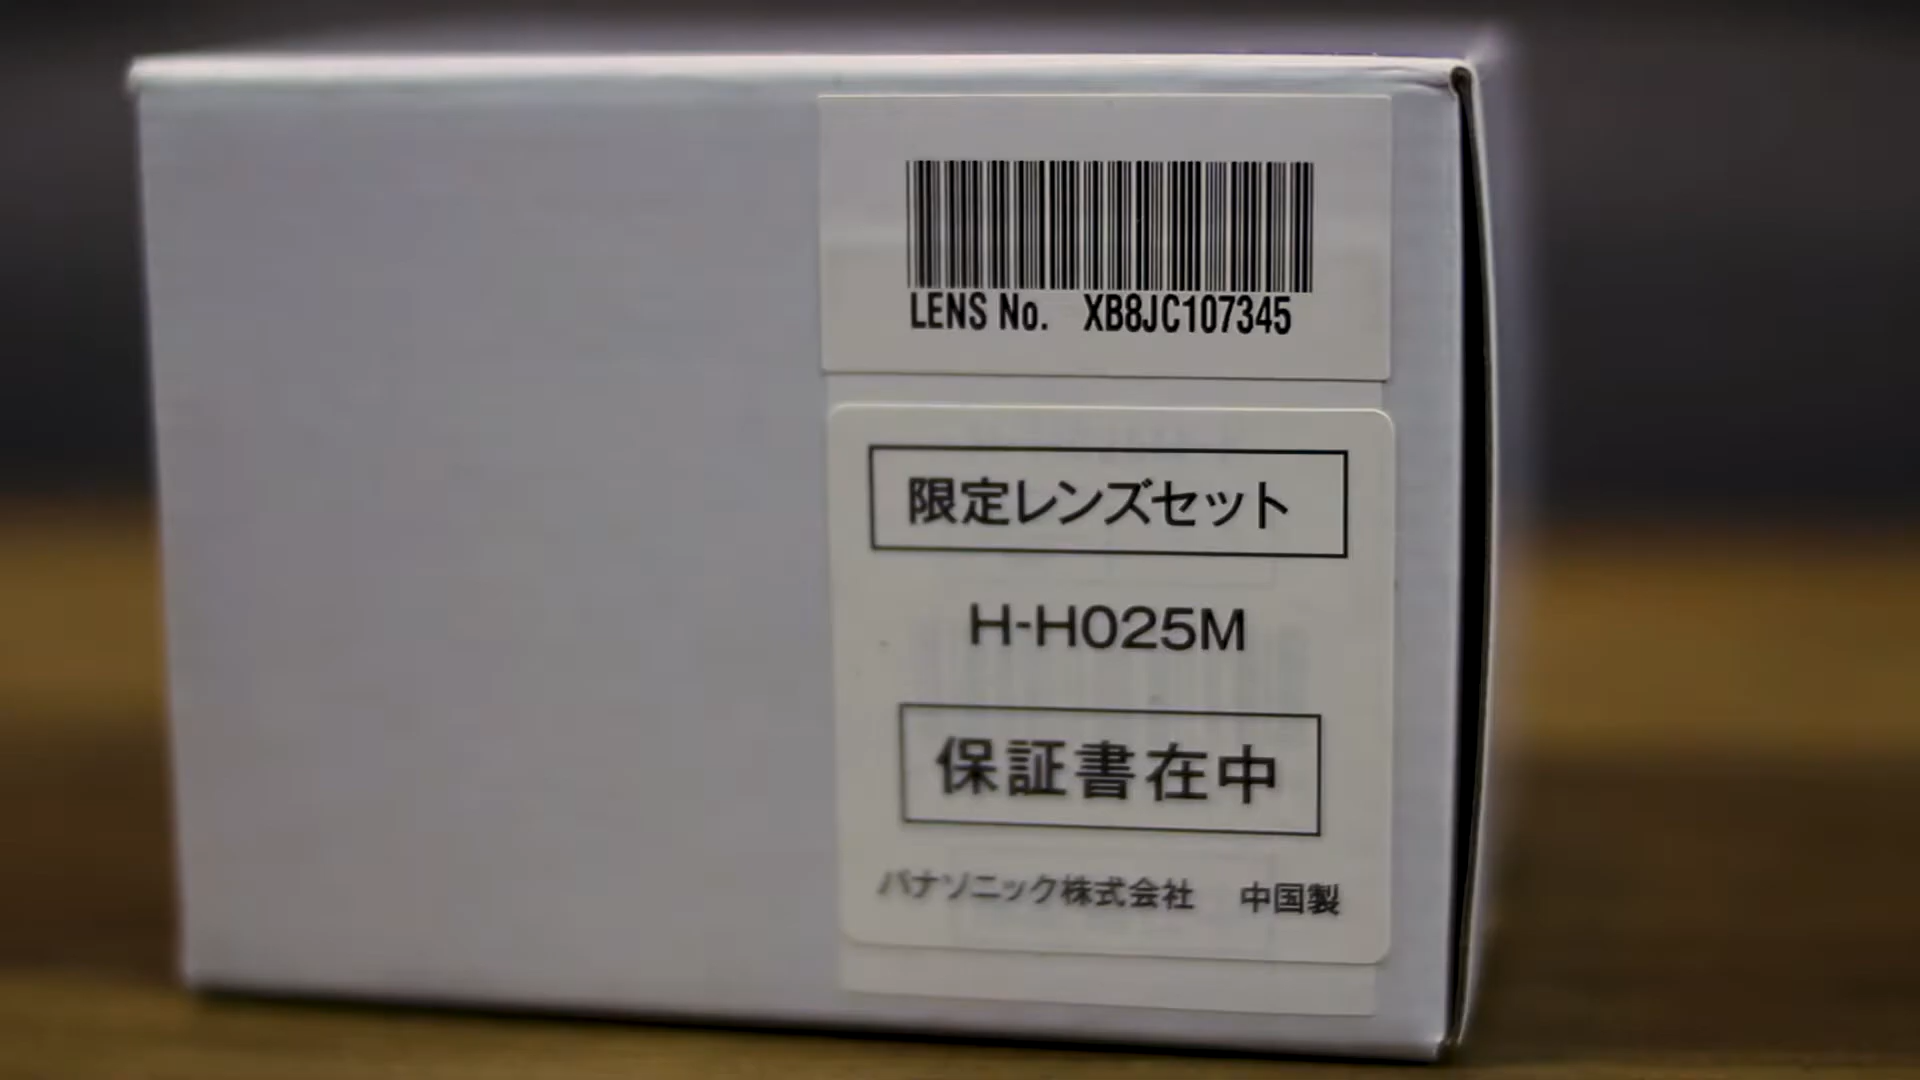 LENS No. XB8JC107345
限定レンズセット
H-H025M
保証書在中
パナソニック株式会社 中国製